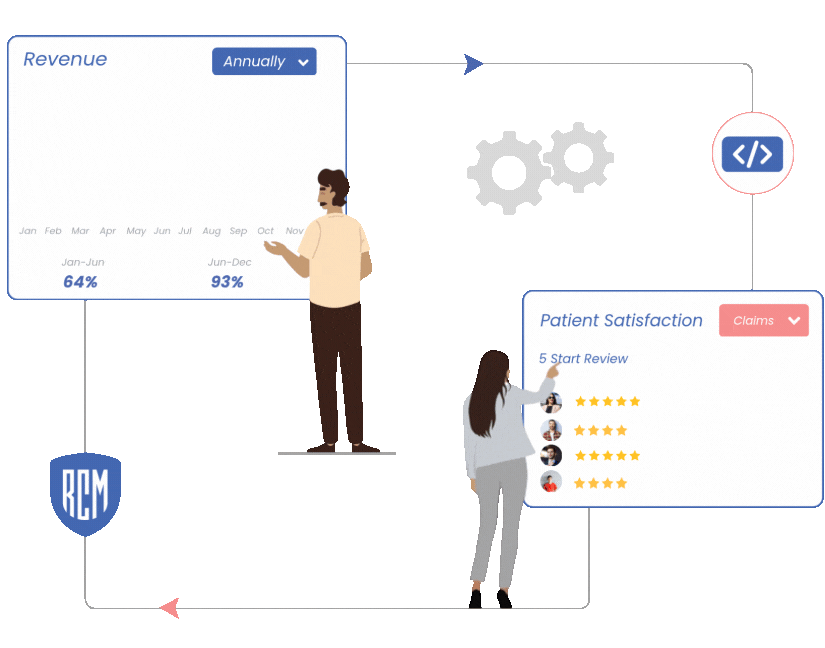 Revenue
Annually
Jan Feb Mar Apr May Jun Jul Aug Sep Oct Nov
Jan-Jun
Jun-Dec
64%
93%
</>
Patient Satisfaction
Claims
5 Start Review
RCM